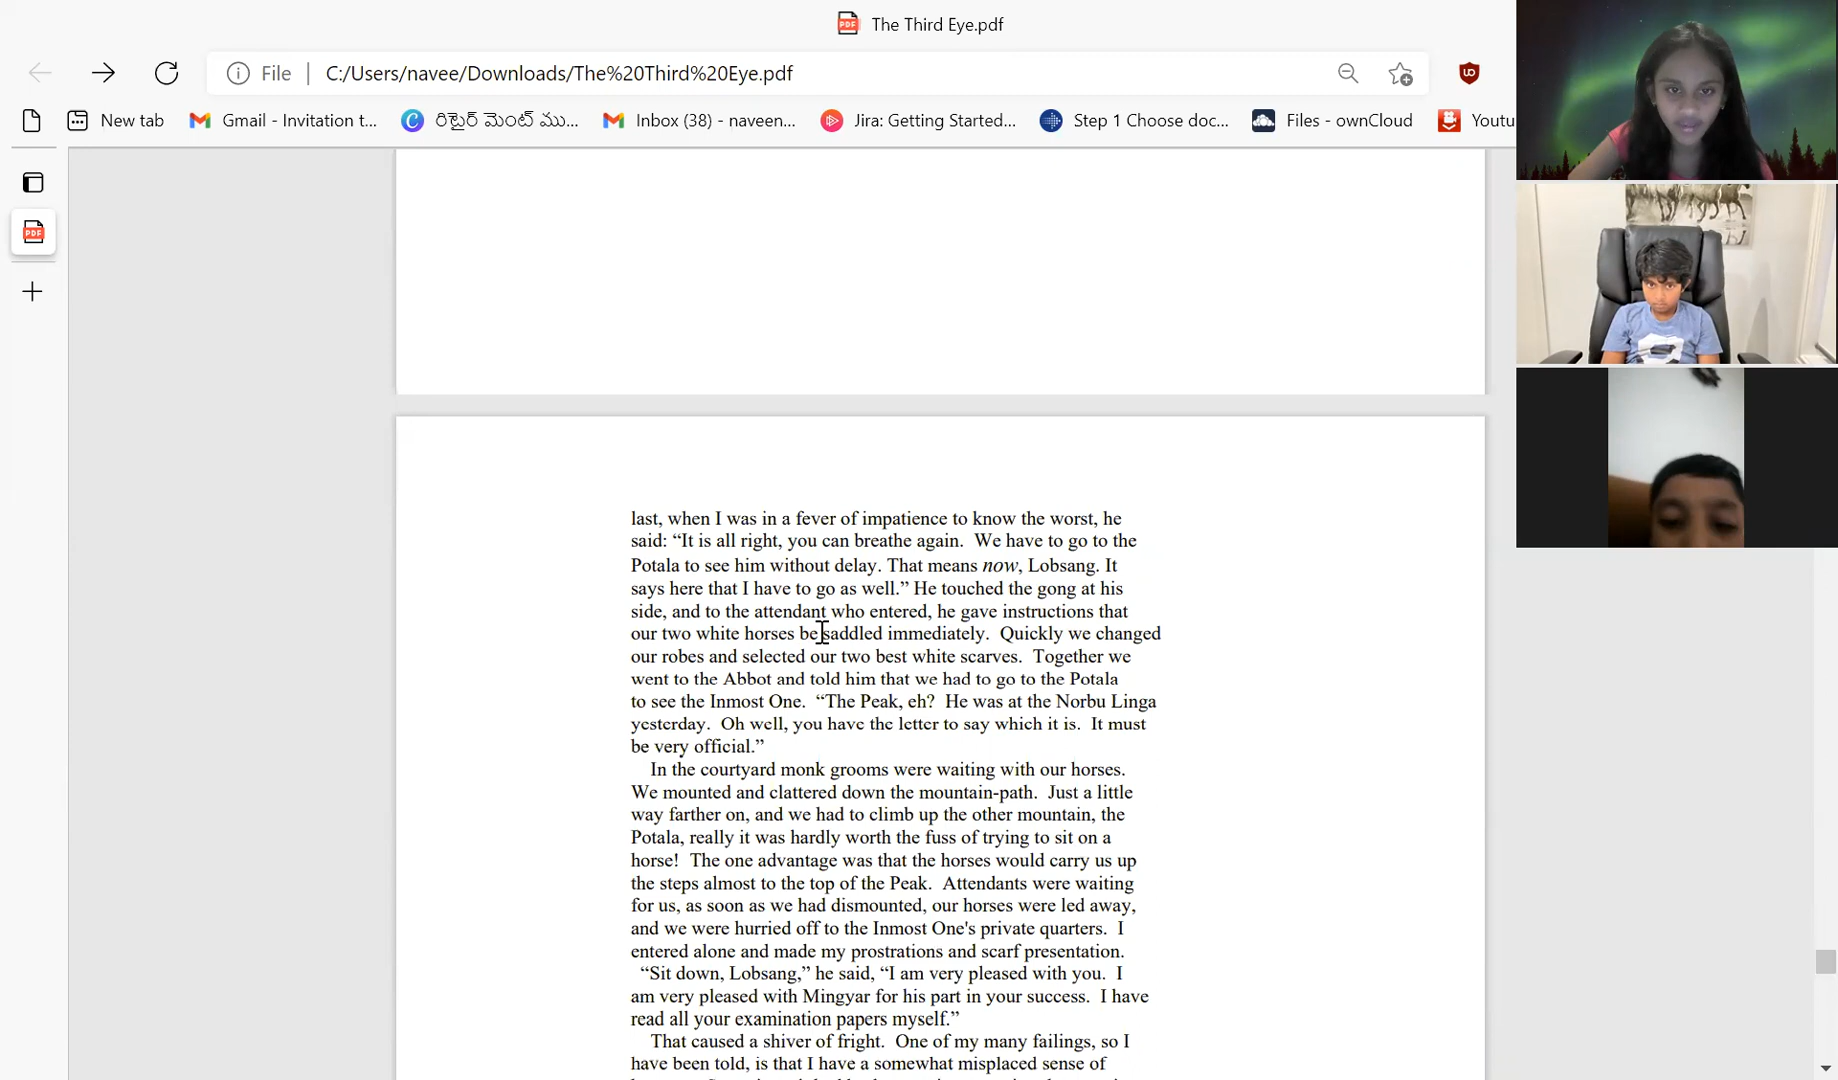 The Third Eye.pdf
File | C:/Users/navee/Downloads/The%20Third%20Eye.pdf
New tab
Gmail - Invitation t...
రిటైర్ మెంట్ ము...
Inbox (38) - naveen...
Jira: Getting Started...
Step 1 Choose doc...
Files - ownCloud
Youtu
last, when I was in a fever of impatience to know the worst, he
said: “It is all right, you can breathe again. We have to go to the
Potala to see him without delay. That means now, Lobsang. It
says here that I have to go as well.” He touched the gong at his
side, and to the attendant who entered, he gave instructions that
our two white horses be saddled immediately. Quickly we changed
our robes and selected our two best white scarves. Together we
went to the Abbot and told him that we had to go to the Potala
to see the Inmost One. “The Peak, eh? He was at the Norbu Linga
yesterday. Oh well, you have the letter to say which it is. It must
be very official.”
In the courtyard monk grooms were waiting with our horses.
We mounted and clattered down the mountain-path. Just a little
way farther on, and we had to climb up the other mountain, the
Potala, really it was hardly worth the fuss of trying to sit on a
horse! The one advantage was that the horses would carry us up
the steps almost to the top of the Peak. Attendants were waiting
for us, as soon as we had dismounted, our horses were led away,
and we were hurried off to the Inmost One's private quarters. I
entered alone and made my prostrations and scarf presentation.
“Sit down, Lobsang,” he said, “I am very pleased with you. I
am very pleased with Mingyar for his part in your success. I have
read all your examination papers myself.”
That caused a shiver of fright. One of my many failings, so I
have been told, is that I have a somewhat misplaced sense of